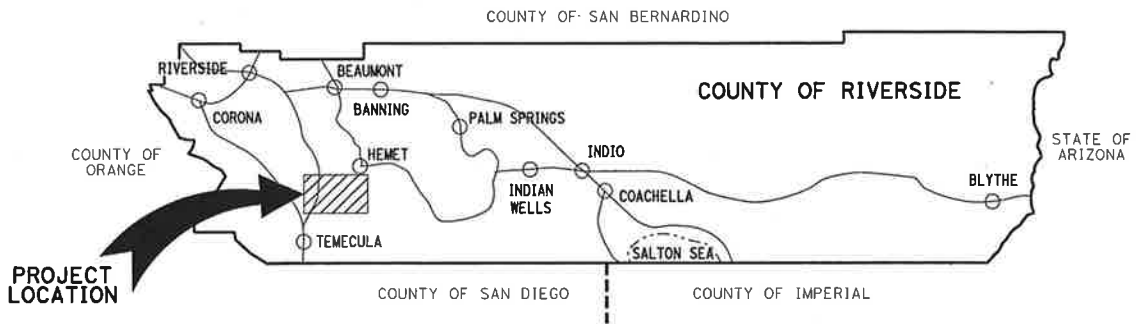 COUNTY OF SAN BERNARDINO
RIVERSIDE
BEAUMONT
COUNTY OF RIVERSIDE
BANNING
CORONA
PALM SPRINGS
STATE OF
ARIZONA
COUNTY OF
ORANGE
HEMET
INDIO
INDIAN
WELLS
COACHELLA
BLYTHE
TEMECULA
SALTON SEA
PROJECT
LOCATION
COUNTY OF SAN DIEGO
COUNTY OF IMPERIAL